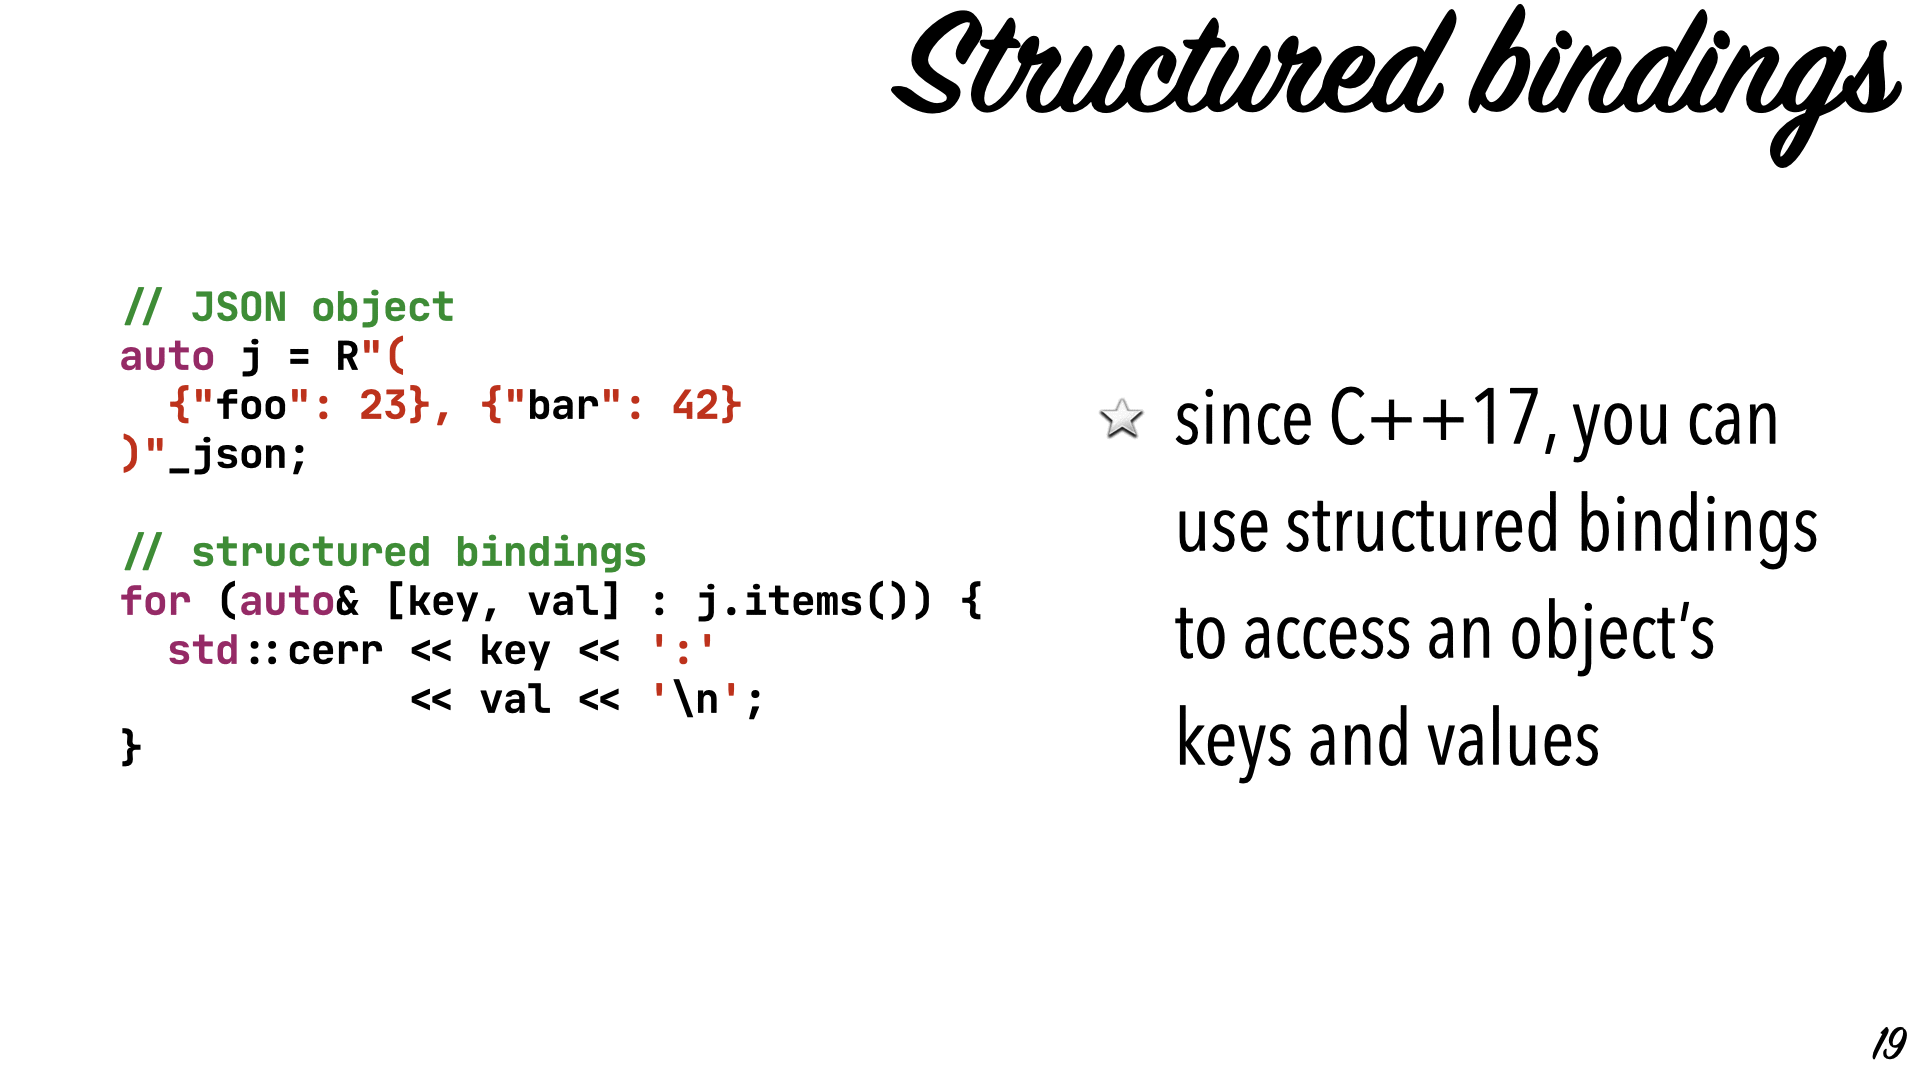 Structured bindings
// JSON object
auto j = R"(
  {"foo": 23}, {"bar": 42}
)"_json;
// structured bindings
for (auto& [key, val] : j.items()) {
  std::cerr << key << ':'
            << val << '\n';
}
since C++17, you can
use structured bindings
to access an object’s
keys and values
19